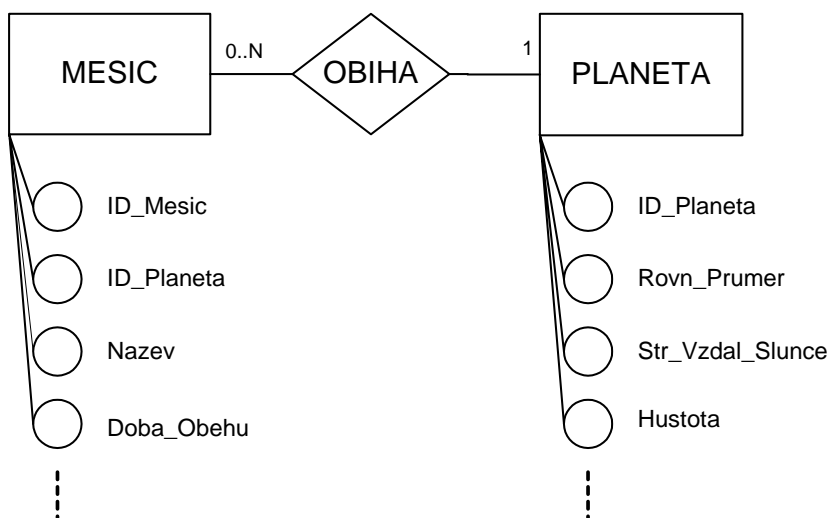 MESIC
0..N
OBIHA
1
PLANETA
ID_Mesic
ID_Planeta
Nazev
Doba_Obehu
ID_Planeta
Rovn_Prumer
Str_Vzdal_Slunce
Hustota